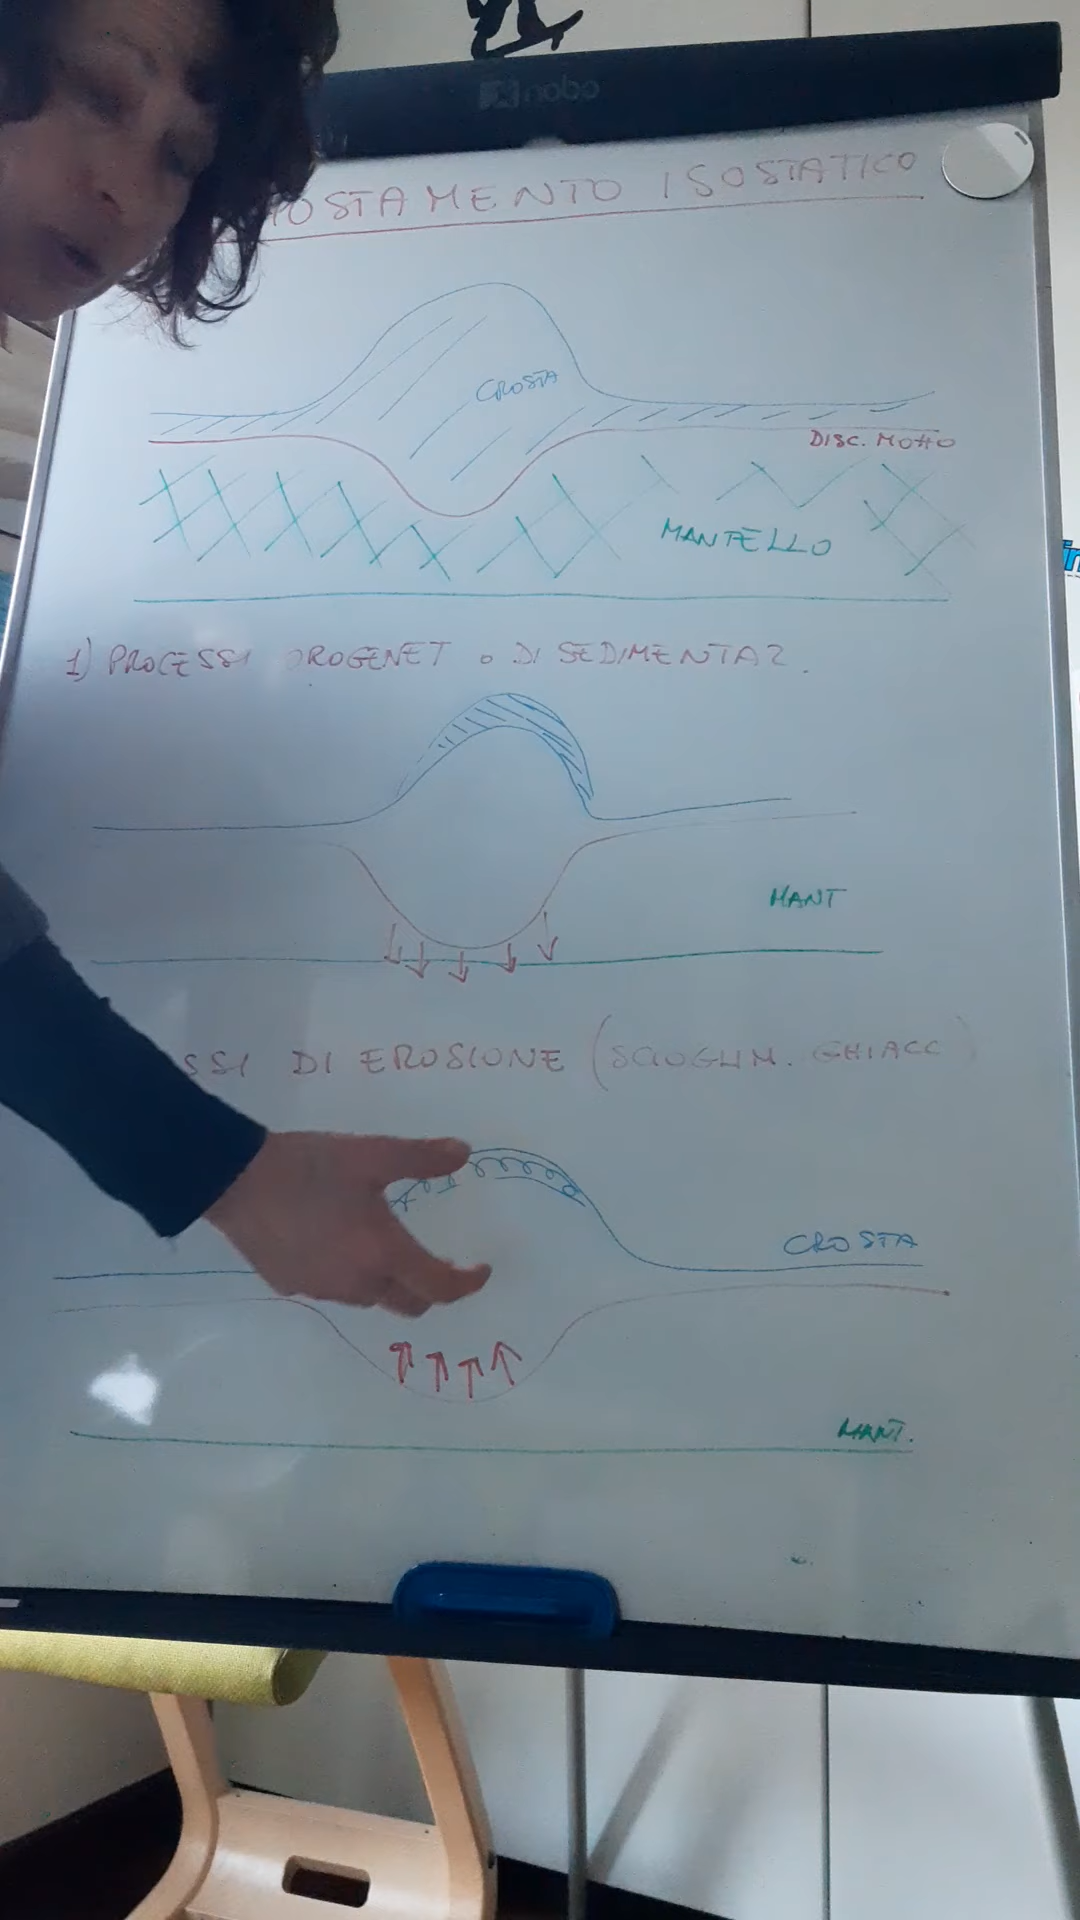 nobo
OSTAMENTO ISOSTATICO
CROSTA
DISC. MOHO
MANTELLO
1) PROCESSI OROGENET o DI SEDIMENTAZ.
MANT
SSI DI EROSIONE (SCIOGLIM. GHIACC)
CROSTA
MANT.